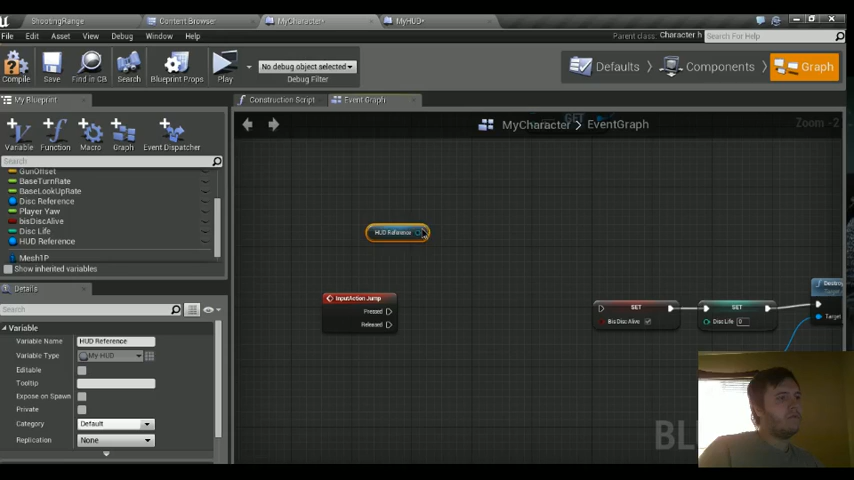 ShootingRange
Content Browser
MyCharacter*
MyHUD*
File Edit Asset View Debug Window Help
Parent class: Character h
Search For Help
Compile
Save
Find in CB
Search
Blueprint Props
Play
No debug object selected
Debug Filter
Defaults
Components
Graph
My Blueprint
Construction Script
Event Graph
Variable
Function
Macro
Graph
Event Dispatcher
MyCharacter > EventGraph
Zoom -2
GET
Search
GunOffset
BaseTurnRate
BaseLookUpRate
Disc Reference
Player Yaw
bisDiscAlive
Disc Life
HUD Reference
Mesh1P
Show inherited variables
HUD Reference
InputAction Jump
Pressed
Released
SET
Bis Disc Alive
SET
Disc Life 0
Destroy
Target
Target
Details
Search
Variable
Variable Name HUD Reference
Variable Type My HUD
Editable
Tooltip
Expose on Spawn
Private
Category Default
Replication None
BL